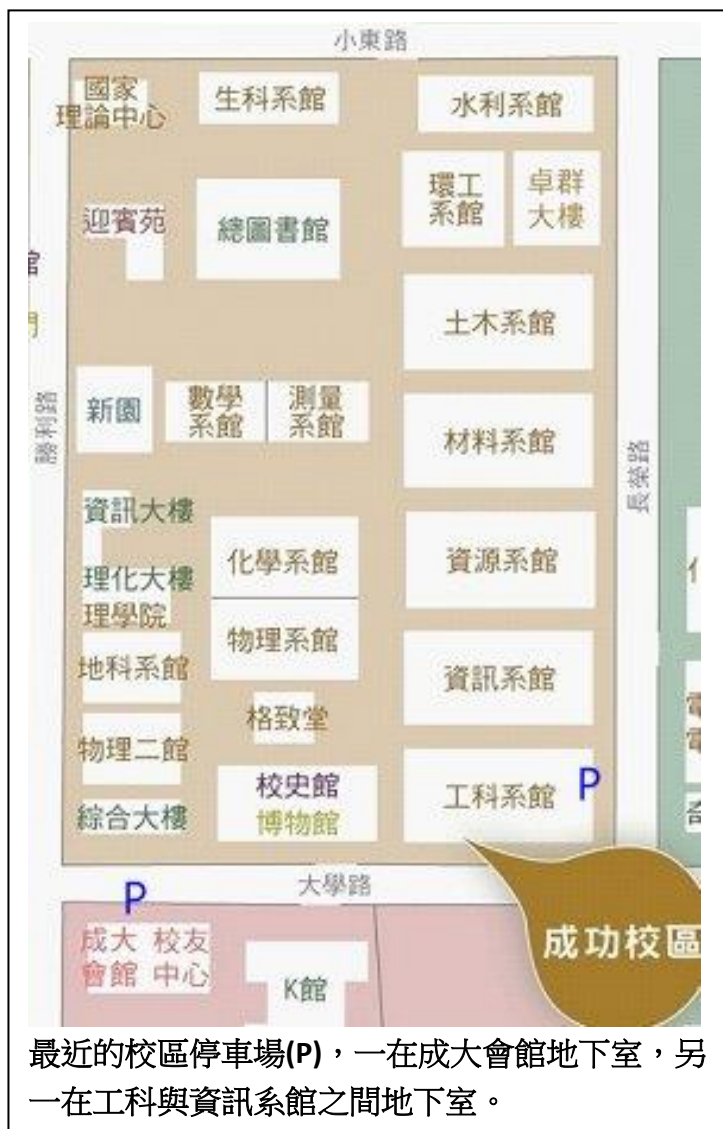 小東路
國家
理論中心
生科系館
水利系館
迎賓苑
總圖書館
環工
系館
卓群
大樓
館
土木系館
新園
數學
系館
測量
系館
材料系館
勝利路
長榮路
資訊大樓
化學系館
資源系館
理化大樓
理學院
物理系館
地科系館
資訊系館
格致堂
物理二館
校史館
博物館
工科系館
P
綜合大樓
大學路
P
成大 校友
會館 中心
K館
成功校區
電
電
最近的校區停車場(P)，一在成大會館地下室，另
一在工科與資訊系館之間地下室。